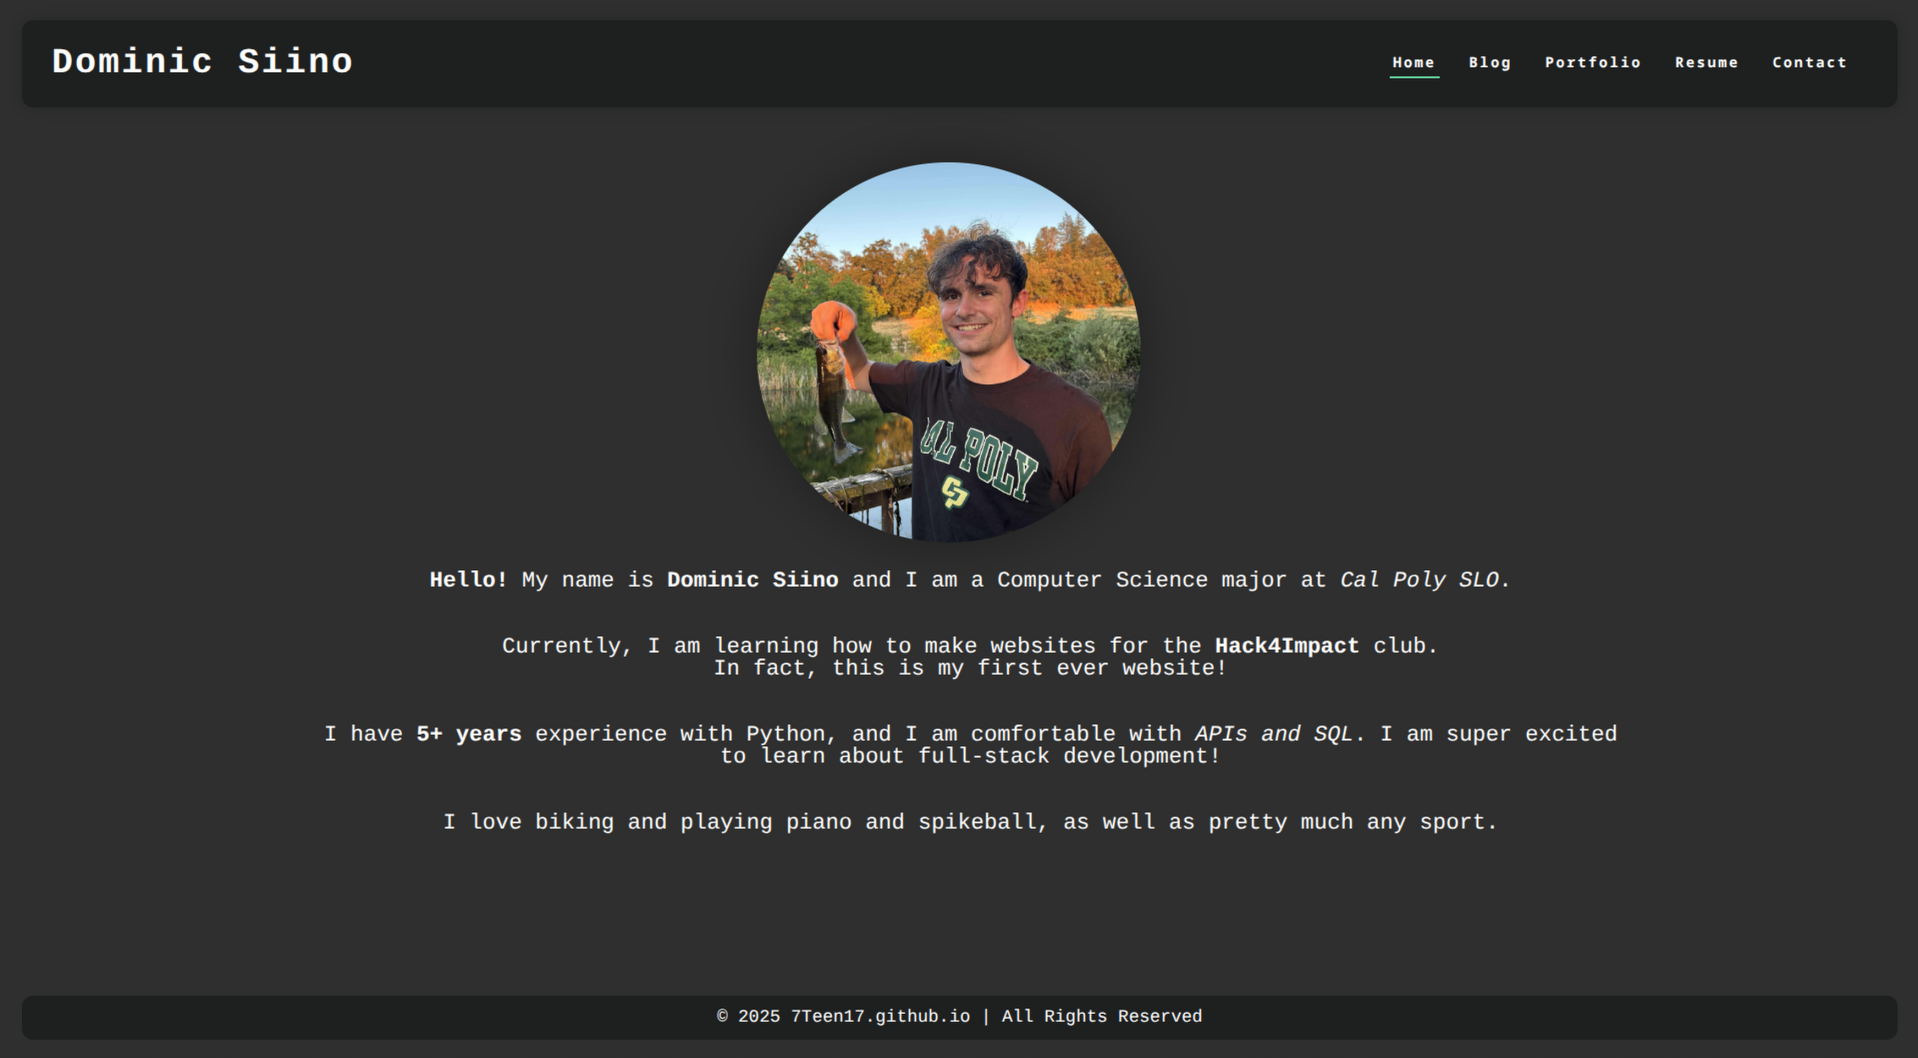 Dominic Siino
Home Blog Portfolio Resume Contact
CAL POLY
CP
Hello! My name is Dominic Siino and I am a Computer Science major at Cal Poly SLO.
Currently, I am learning how to make websites for the Hack4Impact club.
In fact, this is my first ever website!
I have 5+ years experience with Python, and I am comfortable with APIs and SQL. I am super excited
to learn about full-stack development!
I love biking and playing piano and spikeball, as well as pretty much any sport.
© 2025 7Teen17.github.io | All Rights Reserved